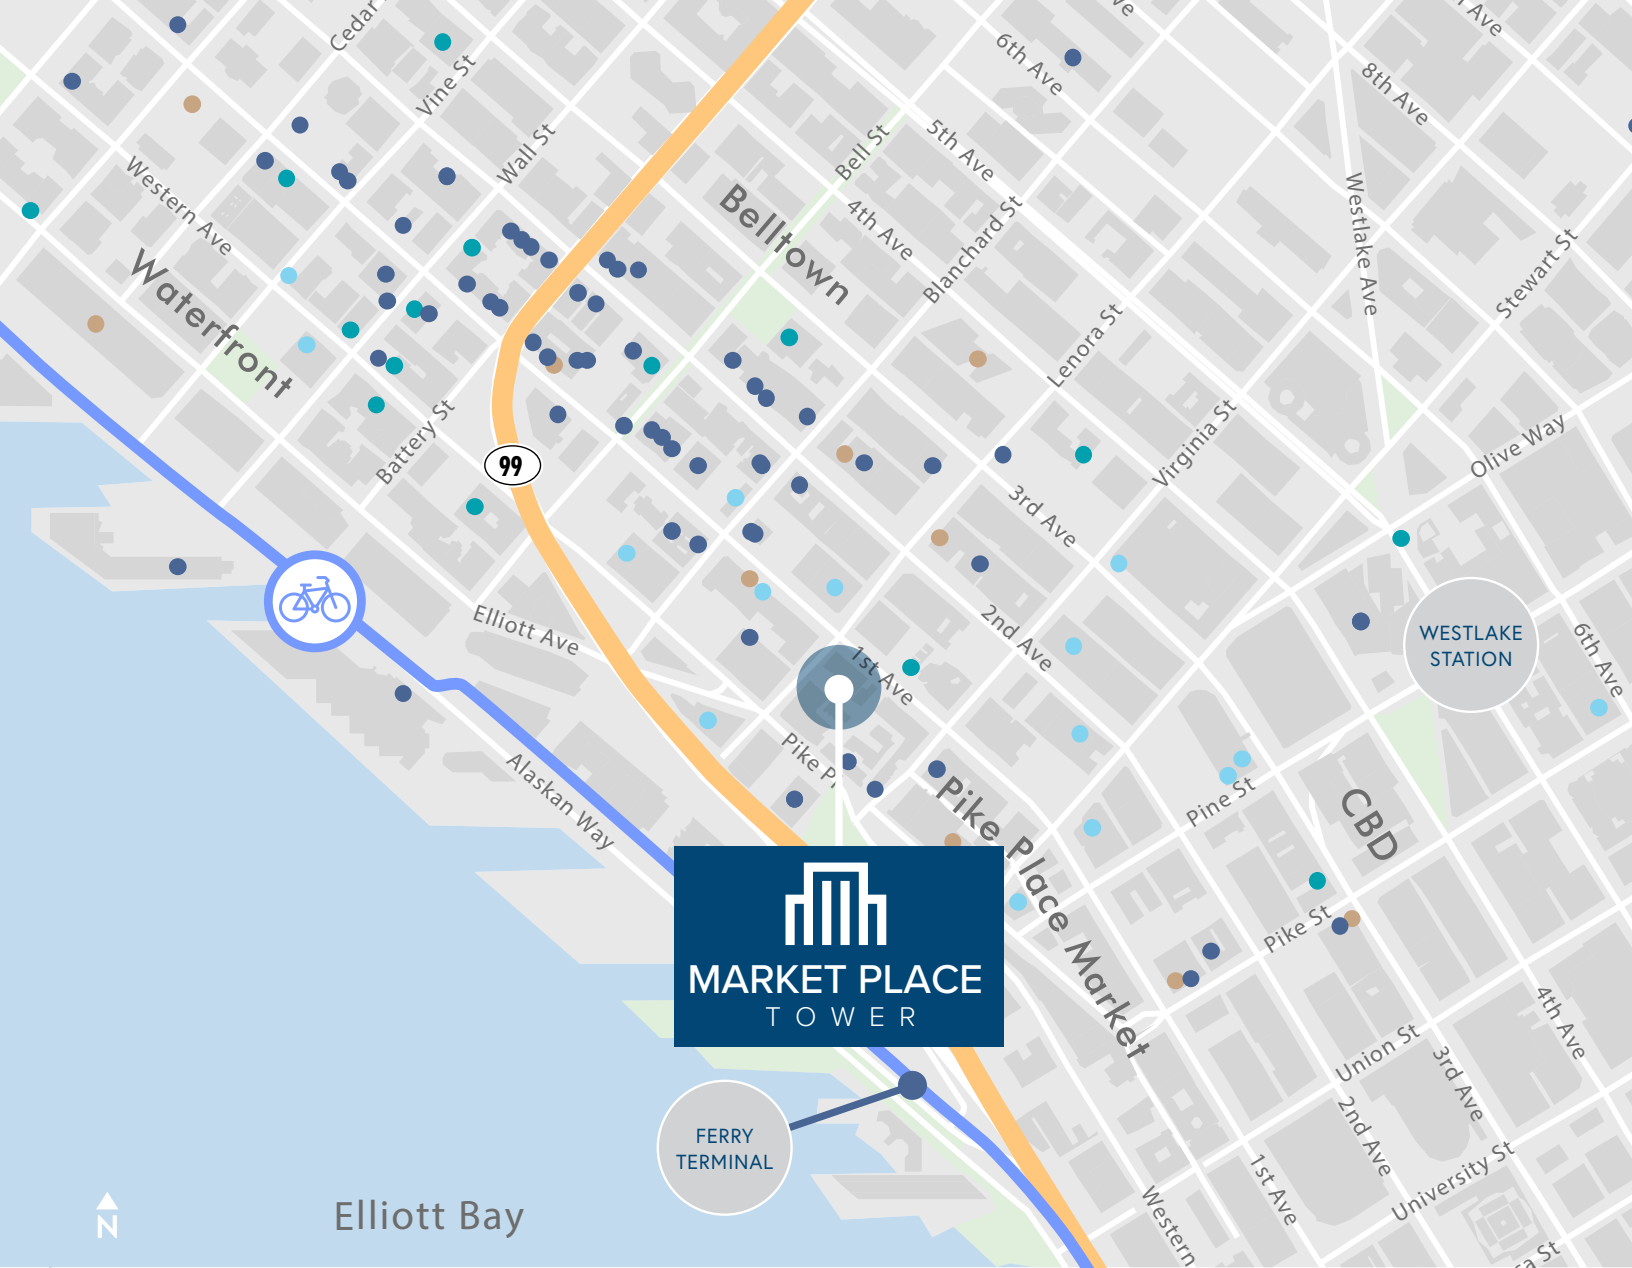 Cedar
Vine St
Wall St
6th Ave
8th Ave
Western Ave
Bell St
5th Ave
4th Ave
Belltown
Blanchard St
Westlake Ave
Stewart St
Waterfront
Lenora St
Virginia St
Olive Way
Battery St
99
3rd Ave
Elliott Ave
2nd Ave
1st Ave
WESTLAKE
STATION
6th Ave
Alaskan Way
Pike Pl
Pike Place Market
Pine St
CBD
Pike St
MARKET PLACE
TOWER
4th Ave
Union St
3rd Ave
2nd Ave
FERRY
TERMINAL
1st Ave
University St
Western
N
Elliott Bay